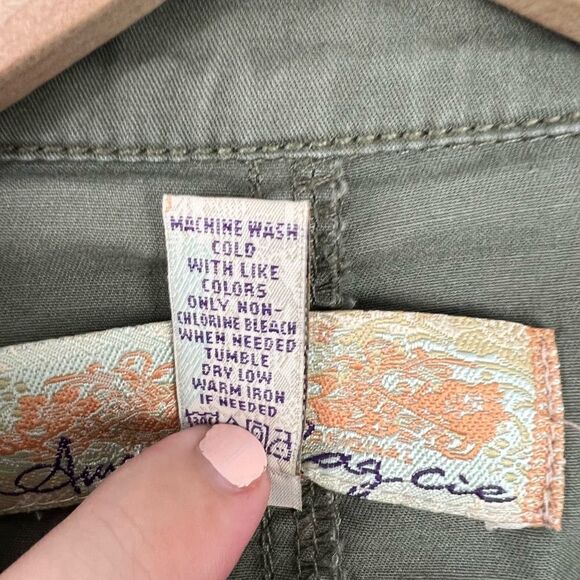 MACHINE WASH
COLD
WITH LIKE
COLORS
ONLY NON-
CHLORINE BLEACH
WHEN NEEDED
TUMBLE
DRY LOW
WARM IRON
IF NEEDED
cie